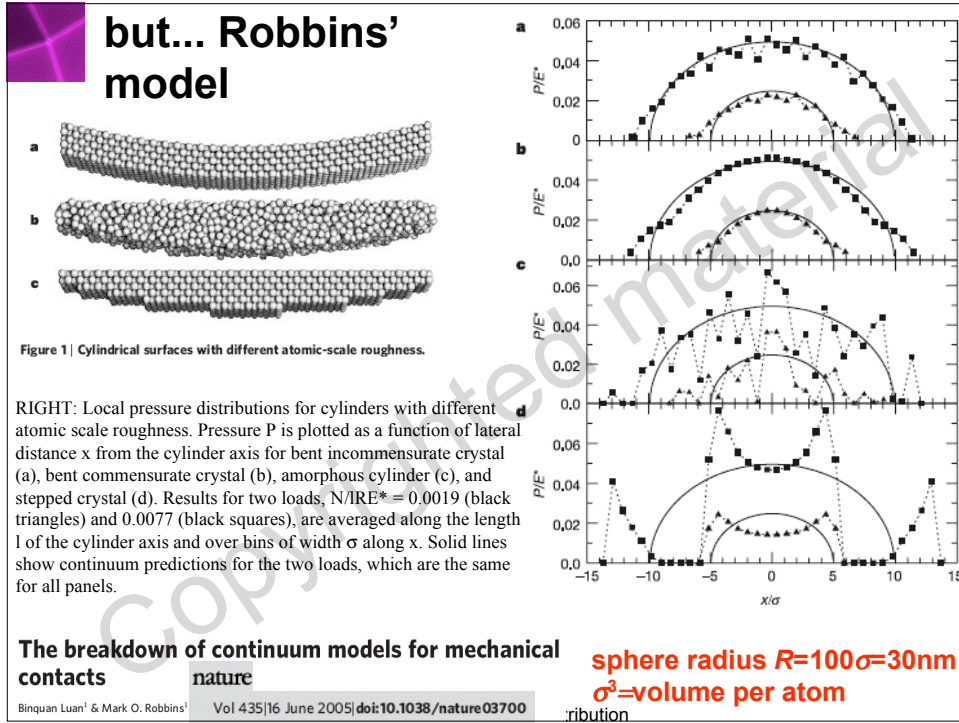 but... Robbins'
model
a
b
c
Figure 1 | Cylindrical surfaces with different atomic-scale roughness.
RIGHT: Local pressure distributions for cylinders with different
atomic scale roughness. Pressure P is plotted as a function of lateral
distance x from the cylinder axis for bent incommensurate crystal
(a), bent commensurate crystal (b), amorphous cylinder (c), and
stepped crystal (d). Results for two loads, N/lRE* = 0.0019 (black
triangles) and 0.0077 (black squares), are averaged along the length
l of the cylinder axis and over bins of width σ along x. Solid lines
show continuum predictions for the two loads, which are the same
for all panels.
The breakdown of continuum models for mechanical
contacts
nature
Binquan Luan¹ & Mark O. Robbins¹
Vol 435|16 June 2005|doi:10.1038/nature03700
a
0.06
0.04
0.02
0
P/E*
b
0.04
0.02
0.0
P/E*
c
0.06
0.04
0.02
0.0
P/E*
d
0.06
0.04
0.02
0.0
P/E*
−15 −10 −5 0 5 10 15
x/σ
sphere radius R=100σ=30nm
σ³=volume per atom
tribution
Copyrighted material